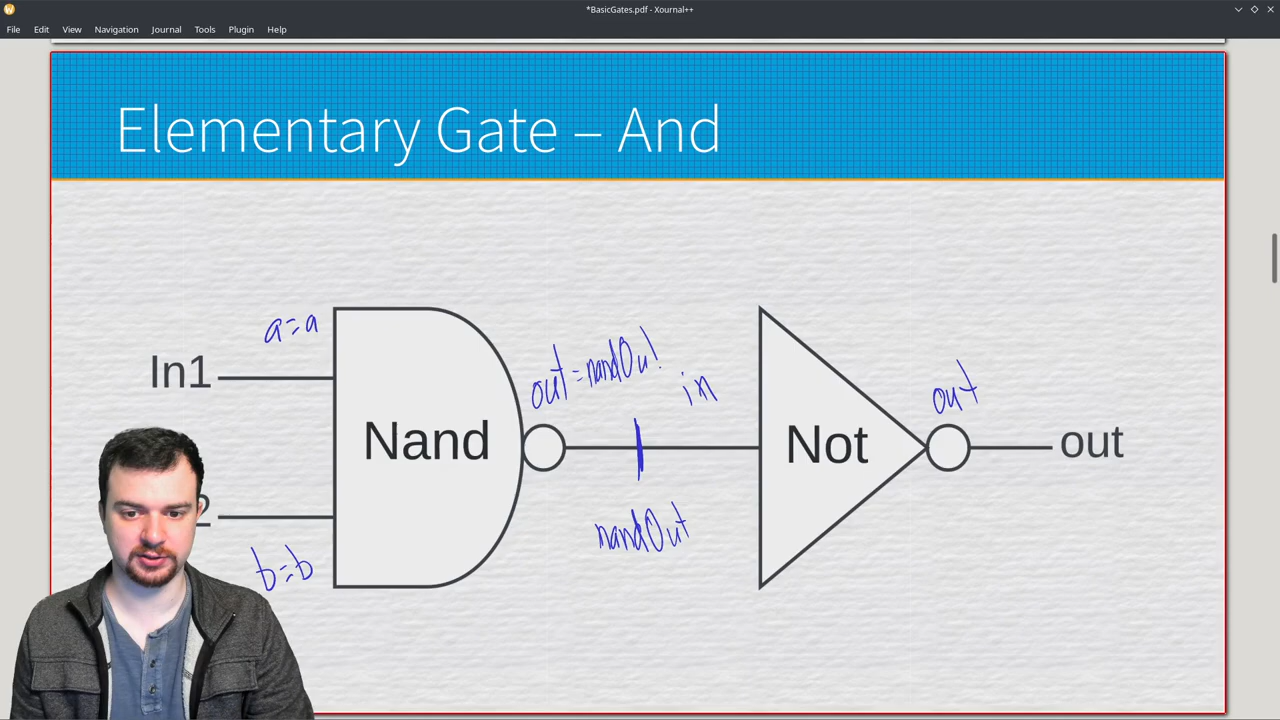 *BasicGates.pdf - Xournal++
File Edit View Navigation Journal Tools Plugin Help
Elementary Gate – And
a=a
In1
out=nandOut
in
out
Nand
Not
out
2
nandOut
b=b